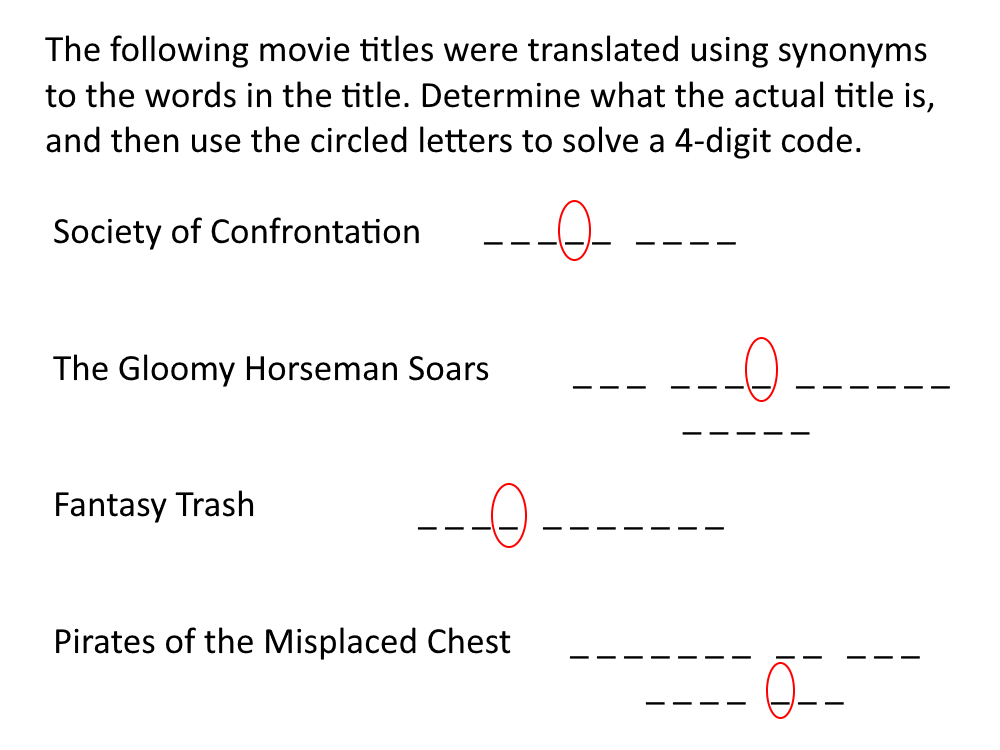 The following movie titles were translated using synonyms
to the words in the title. Determine what the actual title is,
and then use the circled letters to solve a 4-digit code.
Society of Confrontation _ _ _ _ _ _ _ _ _
The Gloomy Horseman Soars _ _ _ _ _ _ _ _ _ _ _ _ _
_ _ _ _ _
Fantasy Trash _ _ _ _ _ _ _ _ _ _ _
Pirates of the Misplaced Chest _ _ _ _ _ _ _ _ _ _ _ _
_ _ _ _ _ _ _